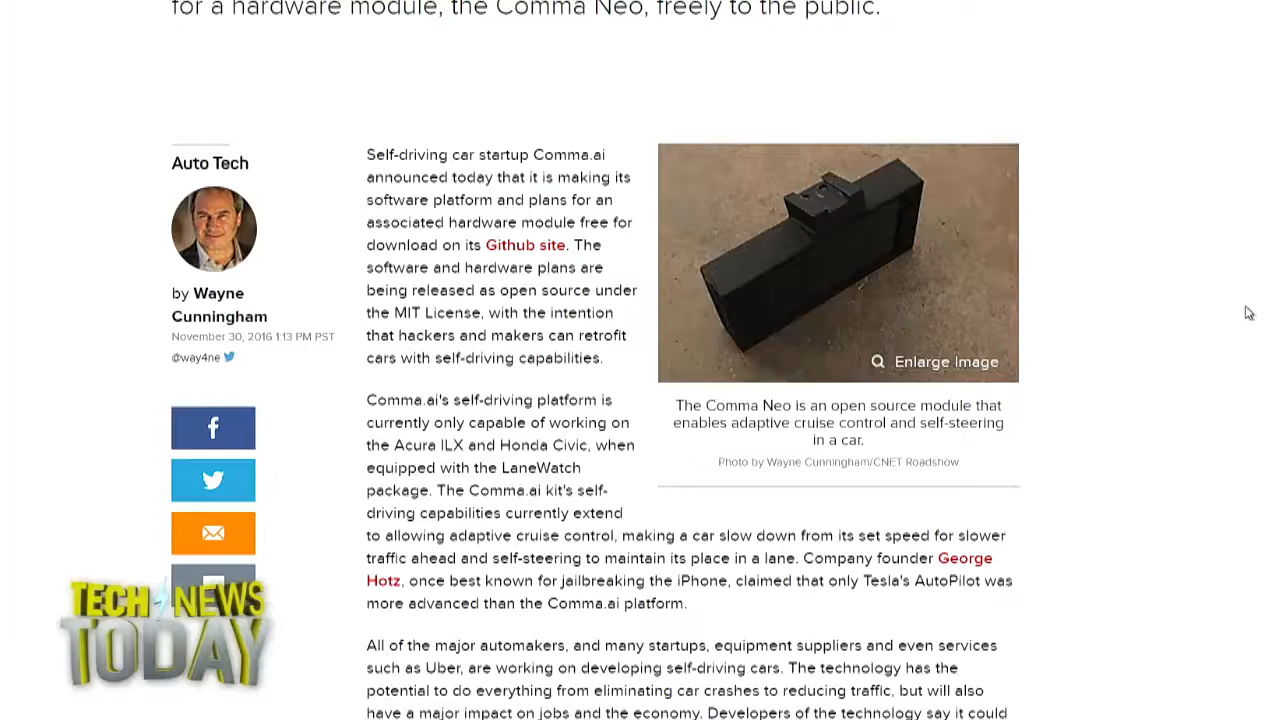 for a hardware module, the Comma Neo, freely to the public.
Auto Tech
by Wayne
Cunningham
November 30, 2016 1:13 PM PST
@way4ne
Self-driving car startup Comma.ai
announced today that it is making its
software platform and plans for an
associated hardware module free for
download on its Github site. The
software and hardware plans are
being released as open source under
the MIT License, with the intention
that hackers and makers can retrofit
cars with self-driving capabilities.
Enlarge Image
The Comma Neo is an open source module that
enables adaptive cruise control and self-steering
in a car.
Photo by Wayne Cunningham/CNET Roadshow
Comma.ai's self-driving platform is
currently only capable of working on
the Acura ILX and Honda Civic, when
equipped with the LaneWatch
package. The Comma.ai kit's self-
driving capabilities currently extend
to allowing adaptive cruise control, making a car slow down from its set speed for slower
traffic ahead and self-steering to maintain its place in a lane. Company founder George
Hotz, once best known for jailbreaking the iPhone, claimed that only Tesla's AutoPilot was
more advanced than the Comma.ai platform.
All of the major automakers, and many startups, equipment suppliers and even services
such as Uber, are working on developing self-driving cars. The technology has the
potential to do everything from eliminating car crashes to reducing traffic, but will also
have a major impact on jobs and the economy. Developers of the technology say it could
TECH NEWS
TODAY